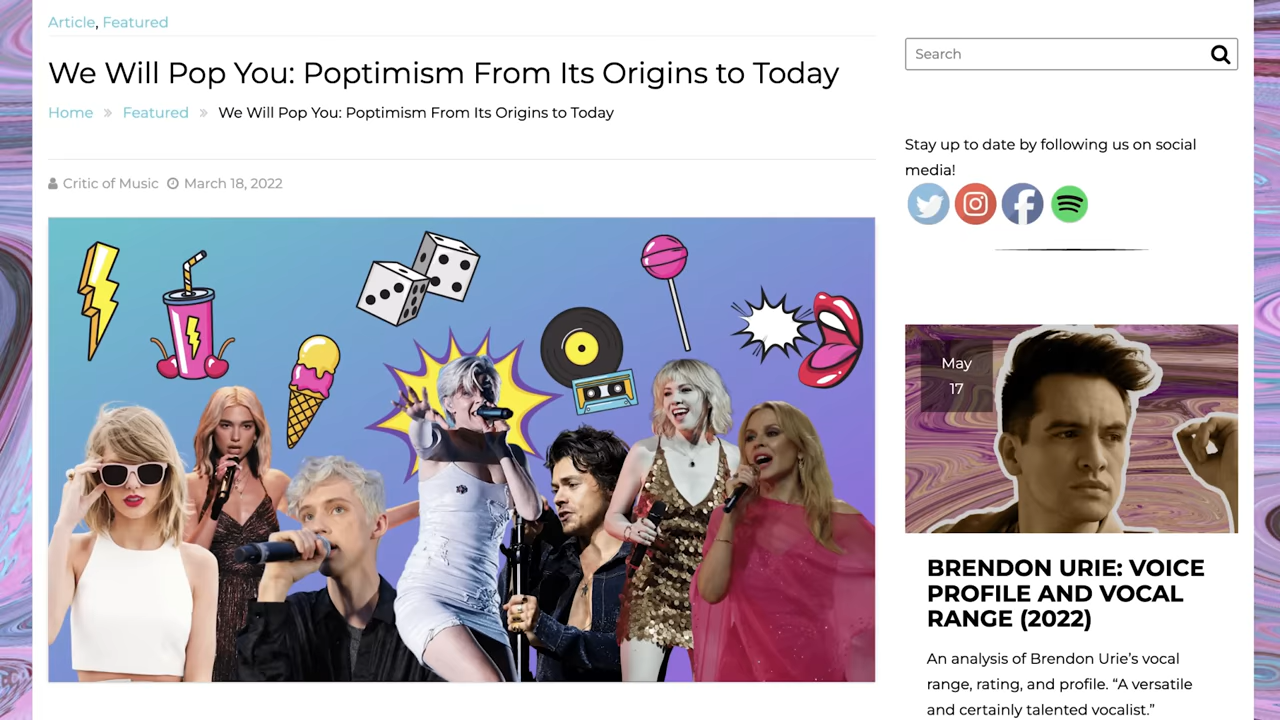 Article, Featured
We Will Pop You: Poptimism From Its Origins to Today
Home » Featured » We Will Pop You: Poptimism From Its Origins to Today
Critic of Music March 18, 2022
Search
Stay up to date by following us on social
media!
May
17
BRENDON URIE: VOICE
PROFILE AND VOCAL
RANGE (2022)
An analysis of Brendon Urie’s vocal
range, rating, and profile. “A versatile
and certainly talented vocalist.”